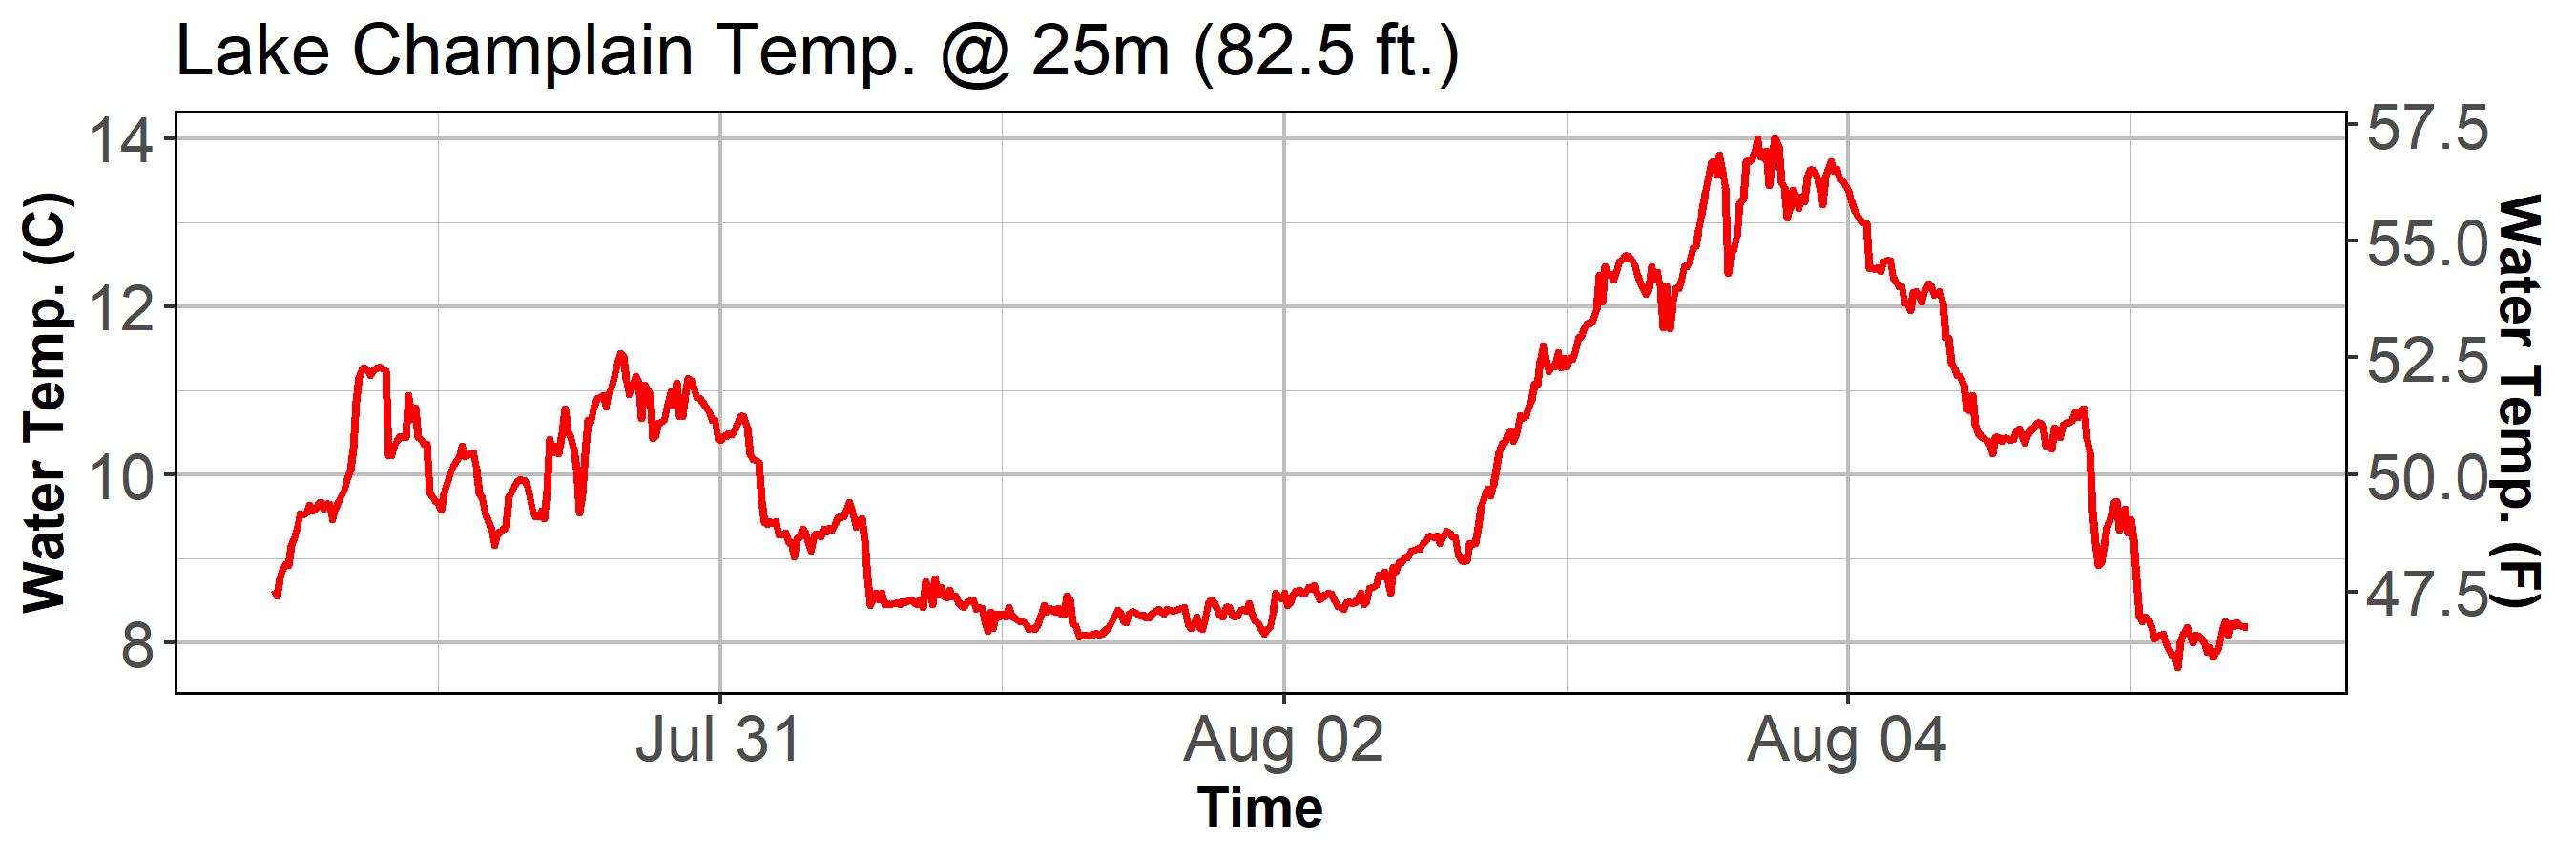 Lake Champlain Temp. @ 25m (82.5 ft.)
Water Temp. (C)
14
12
10
8
57.5
55.0
52.5
50.0
47.5
Water Temp. (F)
Jul 31 Aug 02 Aug 04
Time